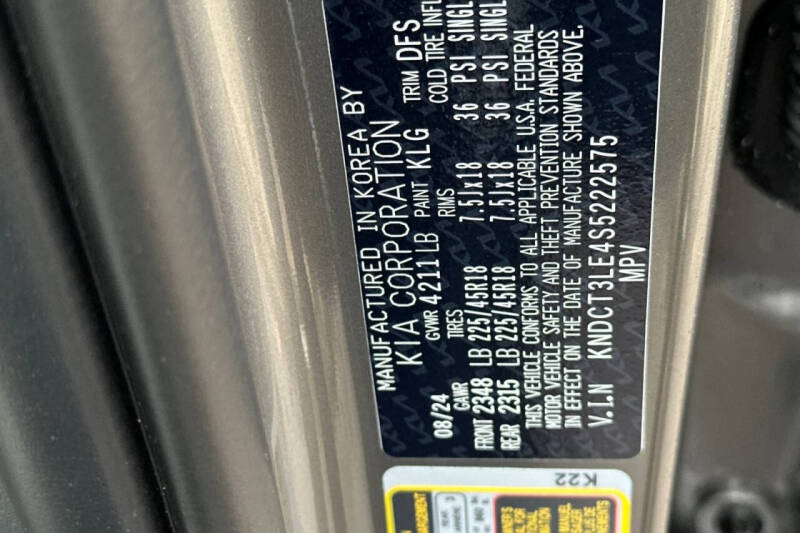 MANUFACTURED IN KOREA BY
KIA CORPORATION
08/24 GVWR 4211LB PAINT KLG TRIM DFS
GAWR TIRES RIMS COLD TIRE INFL
FRONT 2348 LB 225/45R18 7.5Jx18 36 PSI SINGL
REAR 2315 LB 225/45R18 7.5Jx18 36 PSI SINGL
THIS VEHICLE CONFORMS TO ALL APPLICABLE U.S.A. FEDERAL
MOTOR VEHICLE SAFETY AND THEFT PREVENTION STANDARDS
IN EFFECT ON THE DATE OF MANUFACTURE SHOWN ABOVE.
V.I.N KNDCT3LE4S5222575
MPV
K22